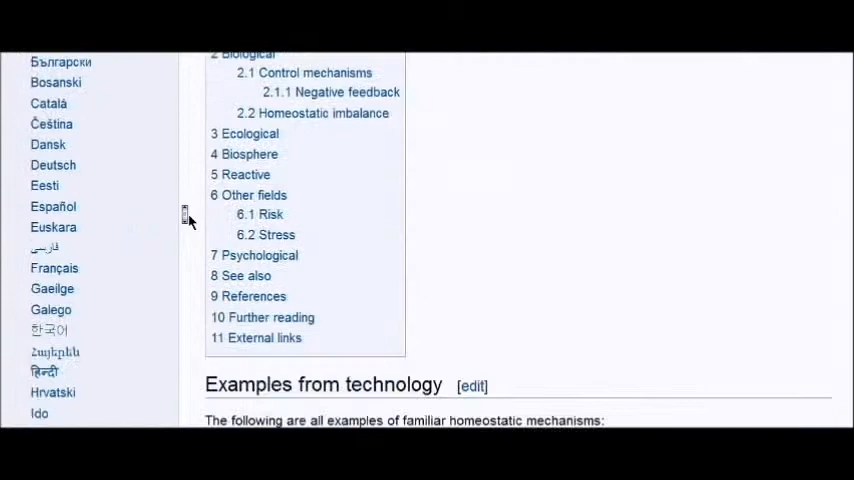 Български
Bosanski
Català
Čeština
Dansk
Deutsch
Eesti
Español
Euskara
فارسی
Français
Gaeilge
Galego
한국어
Հայերեն
हिन्दी
Hrvatski
Ido
2 Biological
2.1 Control mechanisms
2.1.1 Negative feedback
2.2 Homeostatic imbalance
3 Ecological
4 Biosphere
5 Reactive
6 Other fields
6.1 Risk
6.2 Stress
7 Psychological
8 See also
9 References
10 Further reading
11 External links
Examples from technology [edit]
The following are all examples of familiar homeostatic mechanisms: